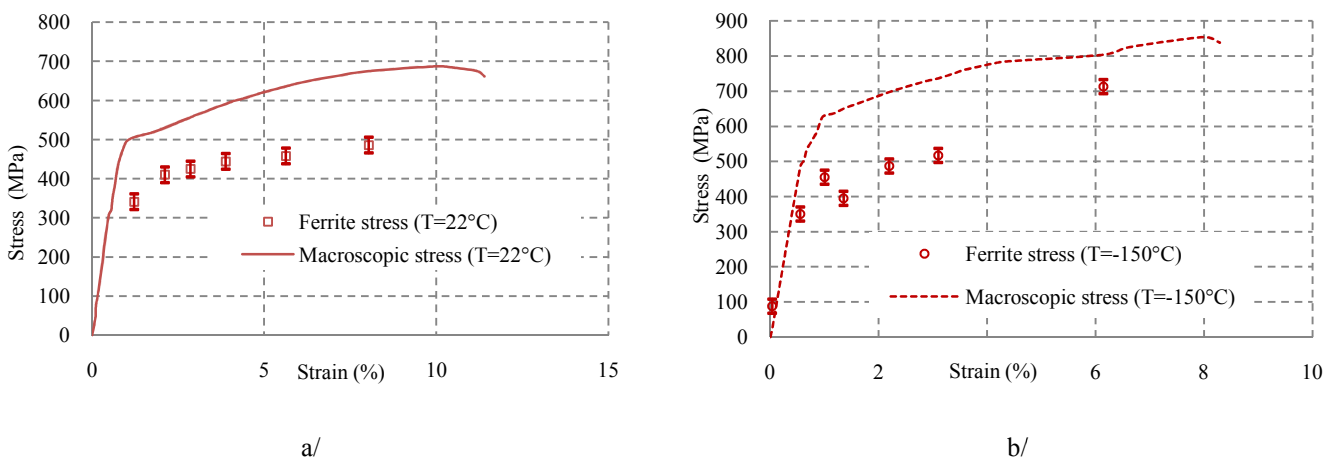 800
700
600
500
400
300
200
100
0
Stress (MPa)
0
5
10
15
Strain (%)
Ferrite stress (T=22°C)
Macroscopic stress (T=22°C)
a/
900
800
700
600
500
400
300
200
100
0
Stress (MPa)
0
2
6
8
10
Strain (%)
Ferrite stress (T=-150°C)
Macroscopic stress (T=-150°C)
b/